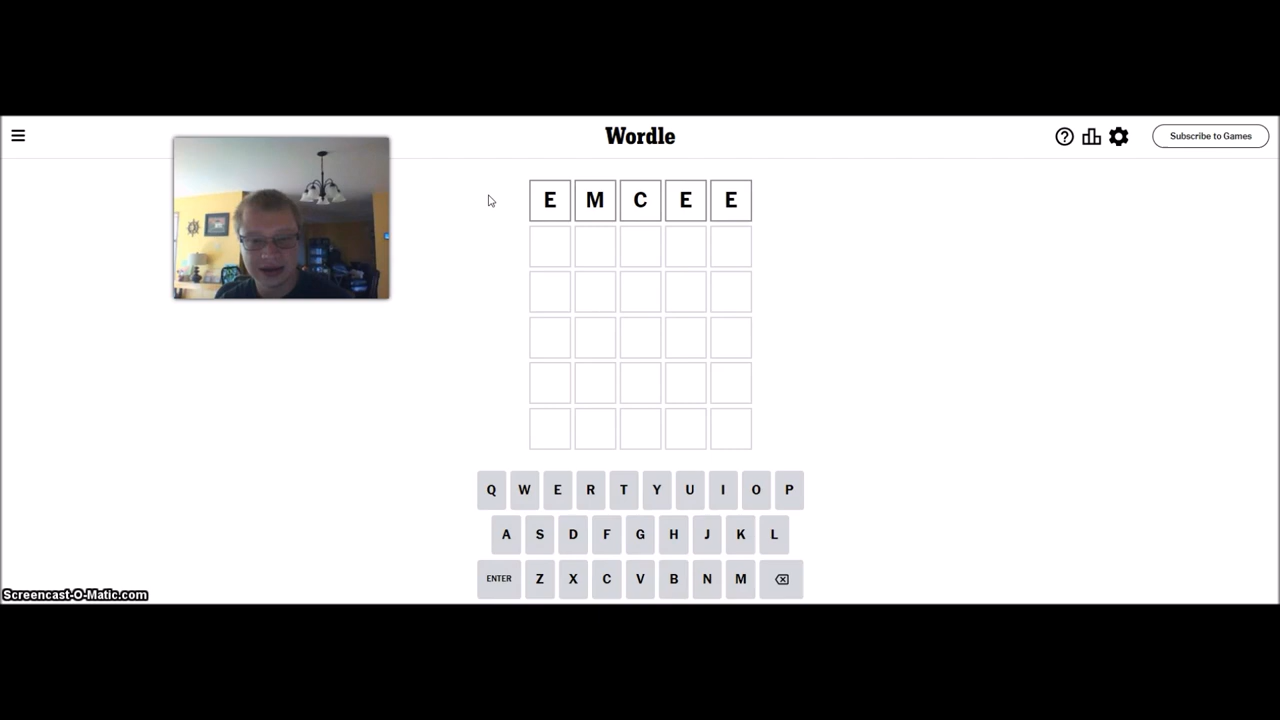 Wordle
Subscribe to Games
E M C E E
Q W E R T Y U I O P
A S D F G H J K L
ENTER Z X C V B N M
Screencast-O-Matic.com